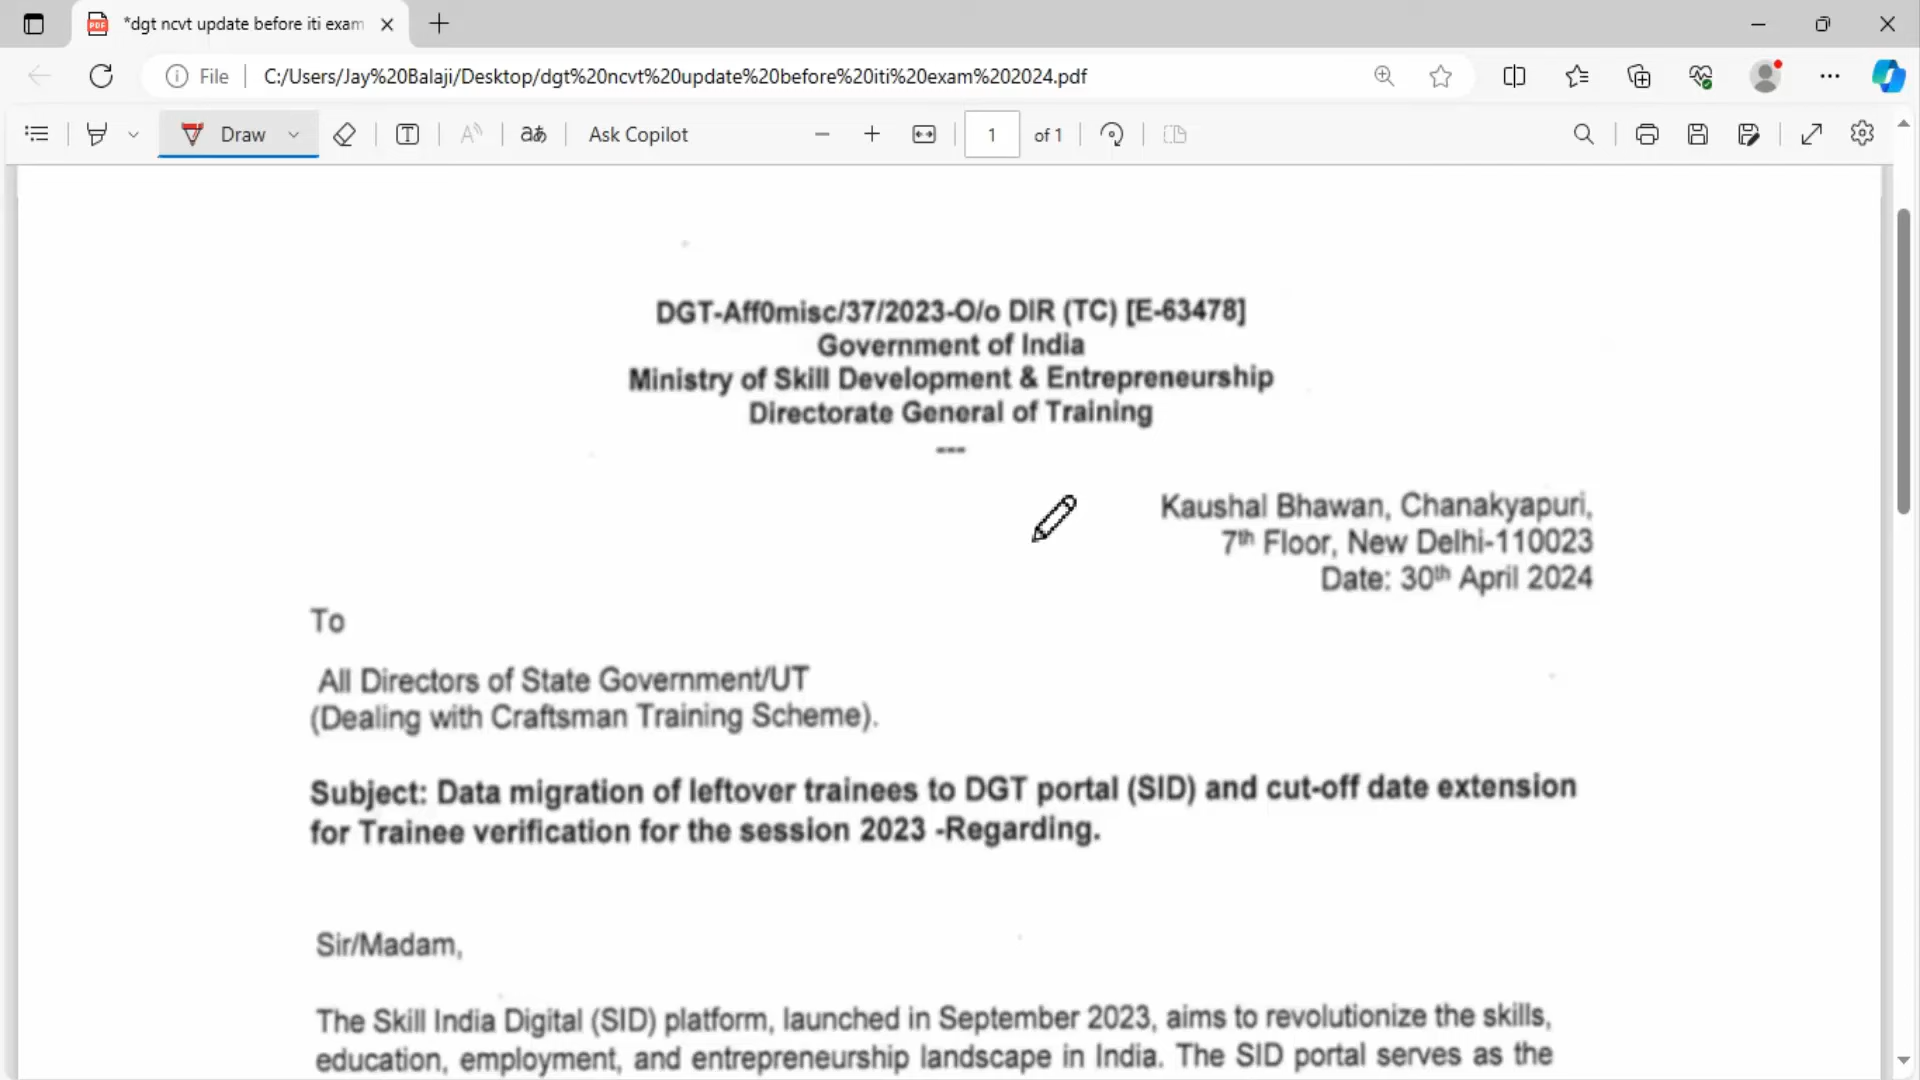 *dgt ncvt update before iti exam
File
C:/Users/Jay%20Balaji/Desktop/dgt%20ncvt%20update%20before%20iti%20exam%202024.pdf
Draw
Ask Copilot
1 of 1
DGT-Aff0misc/37/2023-O/o DIR (TC) [E-63478]
Government of India
Ministry of Skill Development & Entrepreneurship
Directorate General of Training
---
Kaushal Bhawan, Chanakyapuri,
7th Floor, New Delhi-110023
Date: 30th April 2024
To
All Directors of State Government/UT
(Dealing with Craftsman Training Scheme).
Subject: Data migration of leftover trainees to DGT portal (SID) and cut-off date extension
for Trainee verification for the session 2023 -Regarding.
Sir/Madam,
The Skill India Digital (SID) platform, launched in September 2023, aims to revolutionize the skills,
education, employment, and entrepreneurship landscape in India. The SID portal serves as the